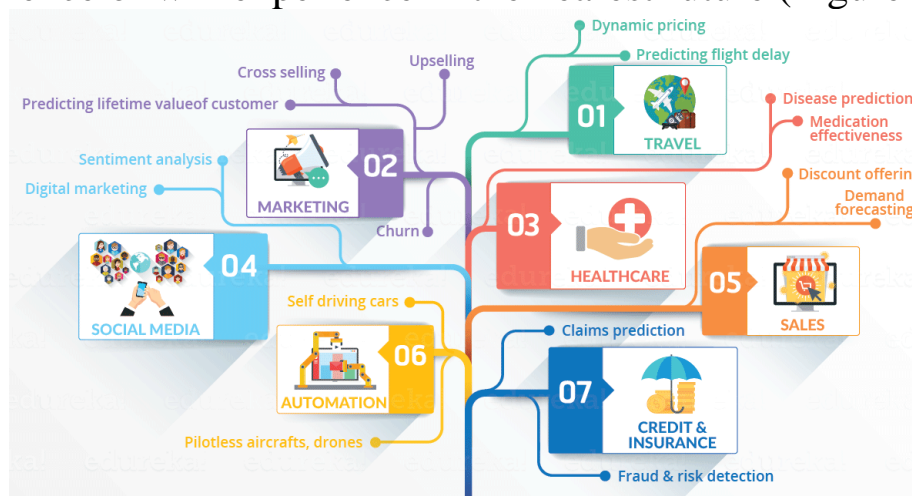 Dynamic pricing
Predicting flight delay
01
TRAVEL
Cross selling
Upselling
Predicting lifetime valueof customer
02
MARKETING
Churn
Disease prediction
Medication
effectiveness
03
HEALTHCARE
Sentiment analysis
Digital marketing
04
SOCIAL MEDIA
Discount offerin
Demand
forecasting
05
SALES
Self driving cars
06
AUTOMATION
Pilotless aircrafts, drones
Claims prediction
07
CREDIT &
INSURANCE
Fraud & risk detection
edureka!